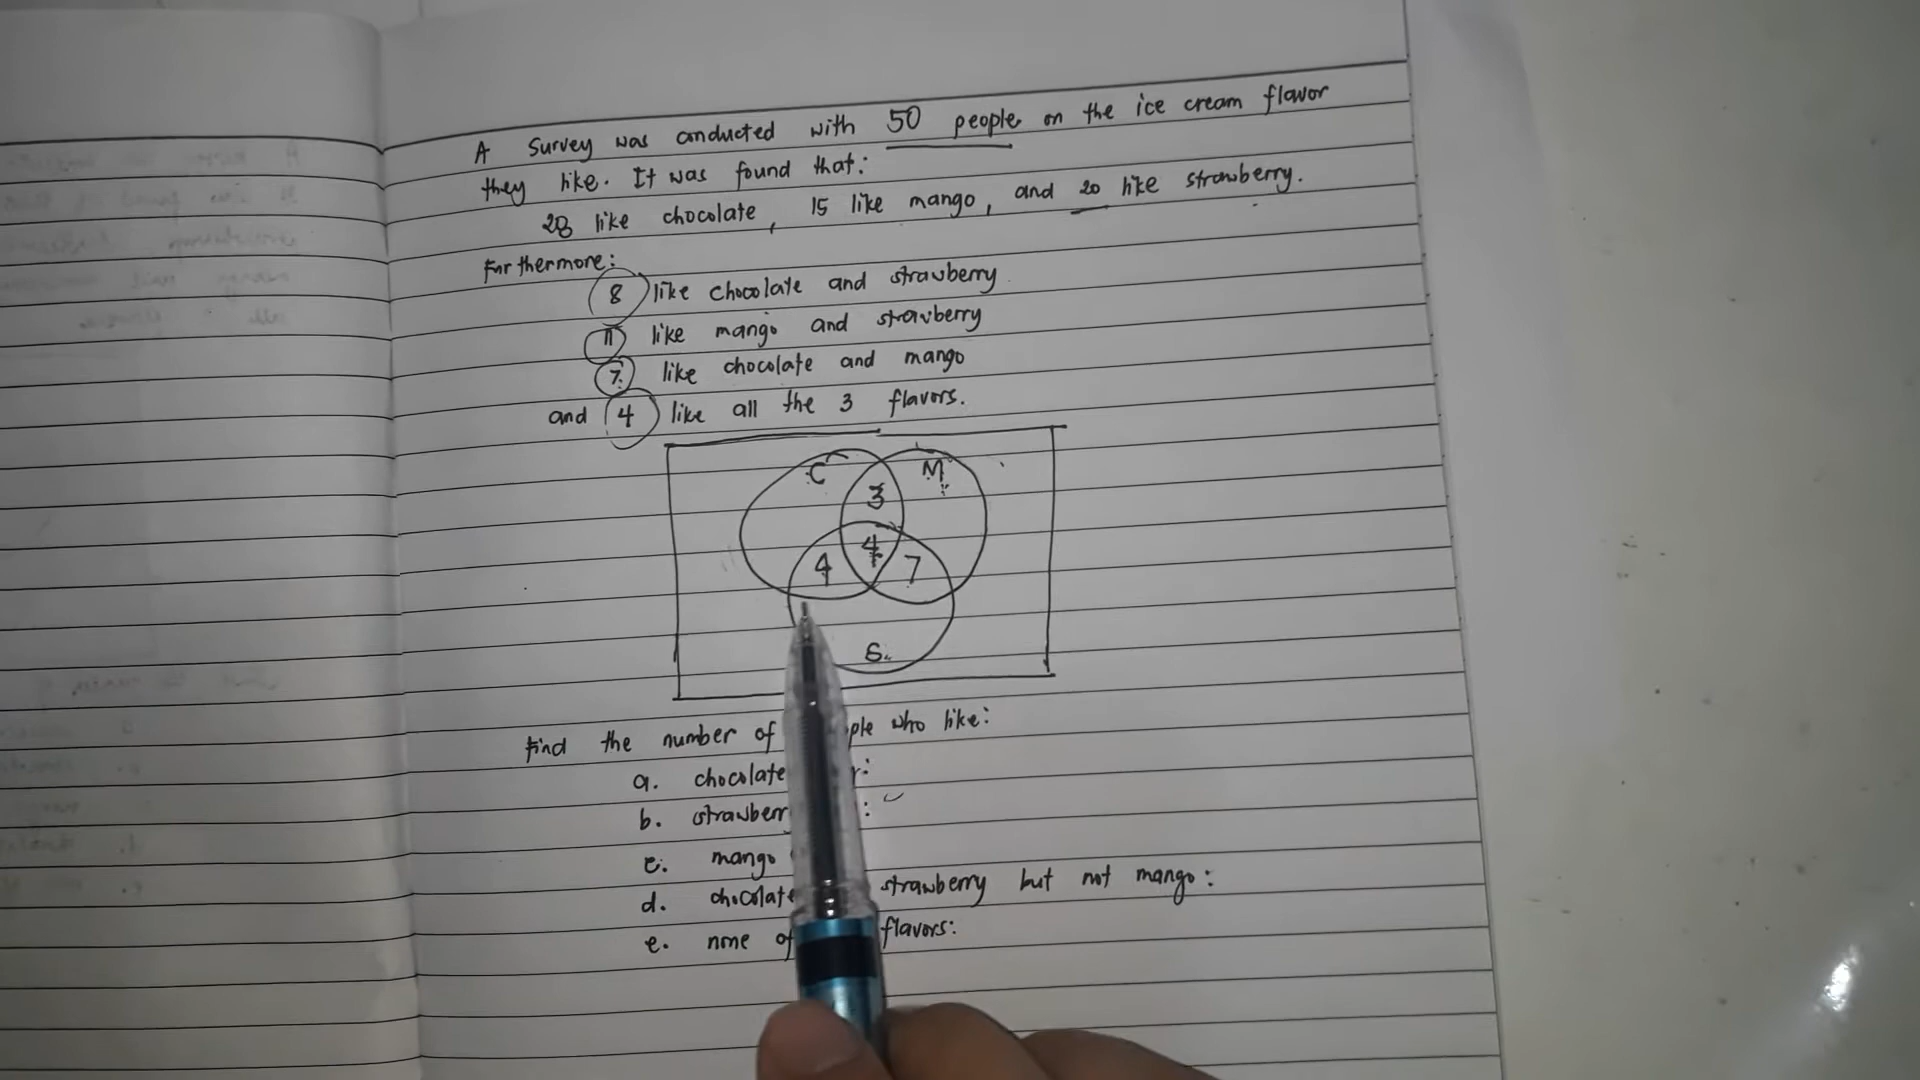 A Survey was conducted with 50 people on the ice cream flavor
they like. It was found that:
28 like chocolate, 15 like mango, and 20 like strawberry.
Furthermore:
8 like chocolate and strawberry
11 like mango and strawberry
7 like chocolate and mango
and 4 like all the 3 flavors.
C M
3
4 4 7
S
Find the number of who like:
a. chocolate
b. strawberry
c. mango
d. chocolate strawberry but not mango:
e. none of flavors: